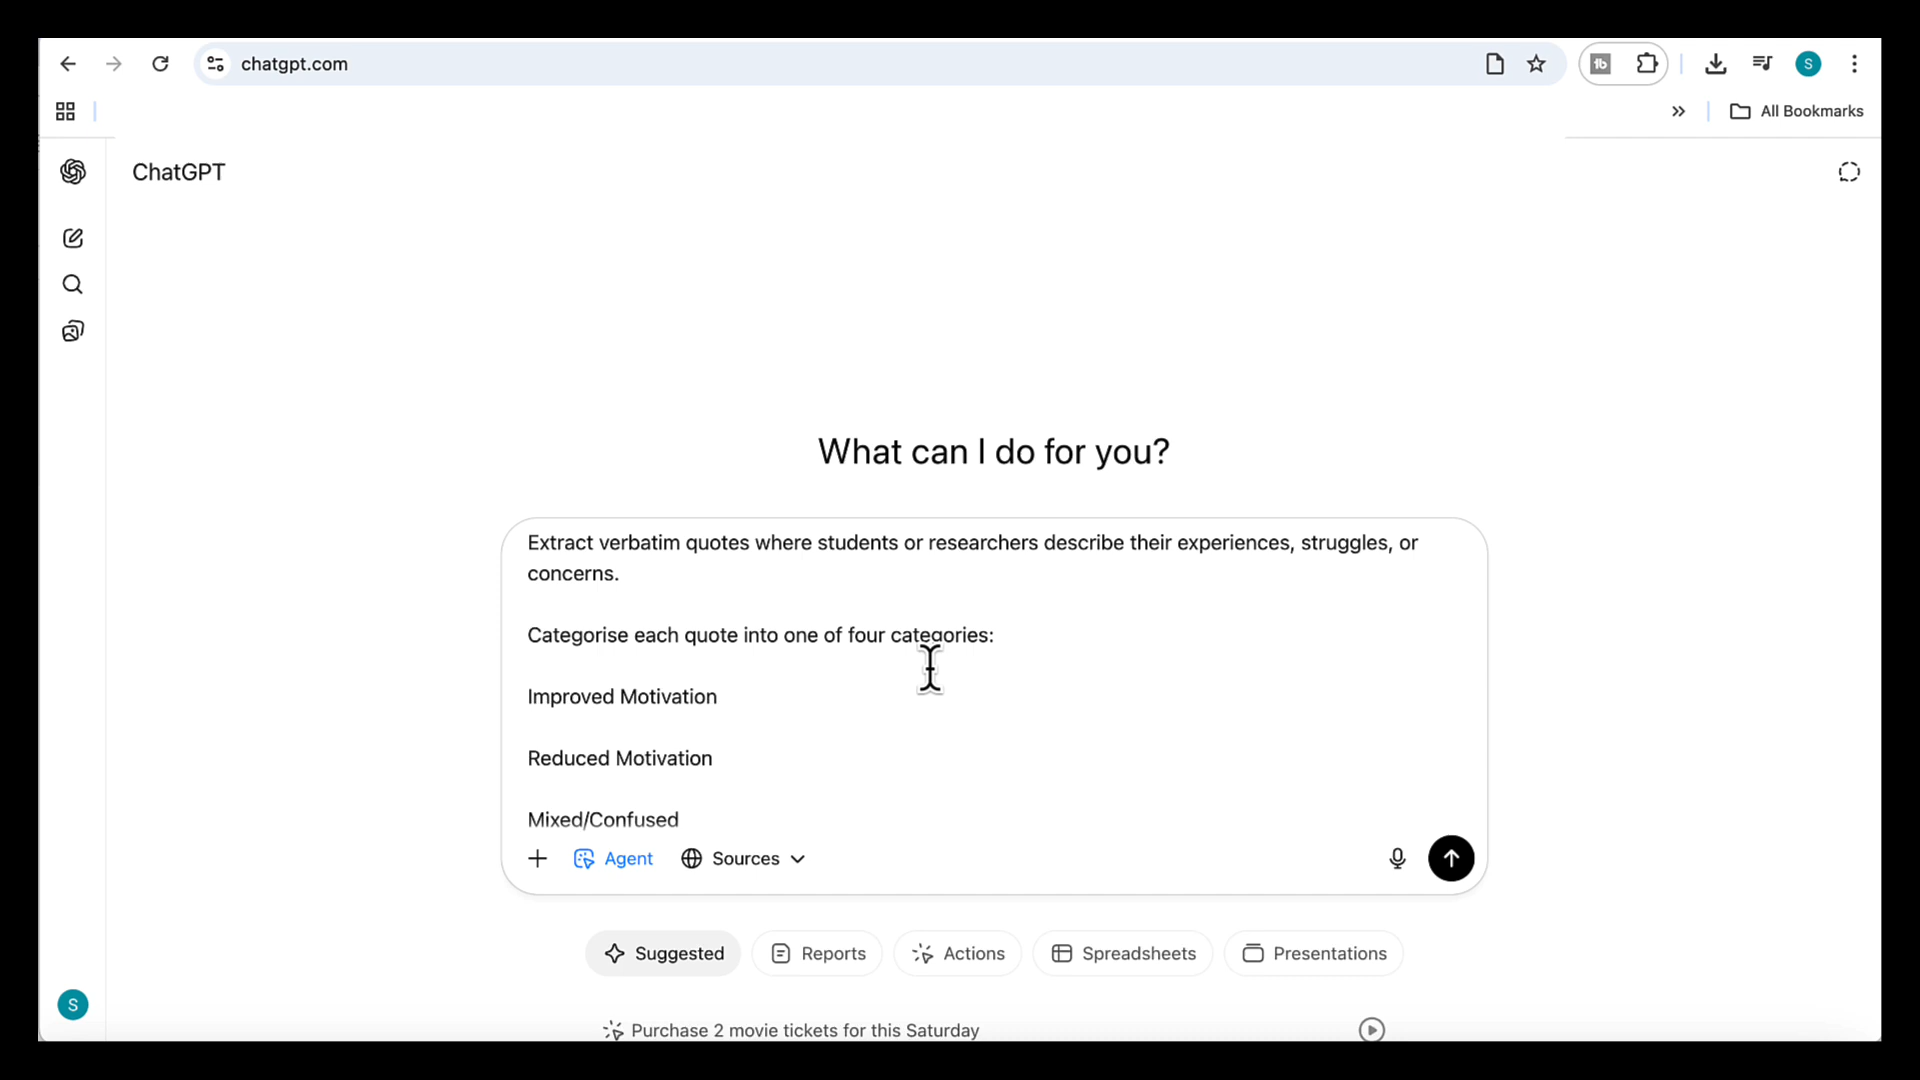 chatgpt.com
All Bookmarks
ChatGPT
What can I do for you?
Extract verbatim quotes where students or researchers describe their experiences, struggles, or
concerns.
Categorise each quote into one of four categories:
Improved Motivation
Reduced Motivation
Mixed/Confused
Agent
Sources
Suggested
Reports
Actions
Spreadsheets
Presentations
S
Purchase 2 movie tickets for this Saturday
S
tb